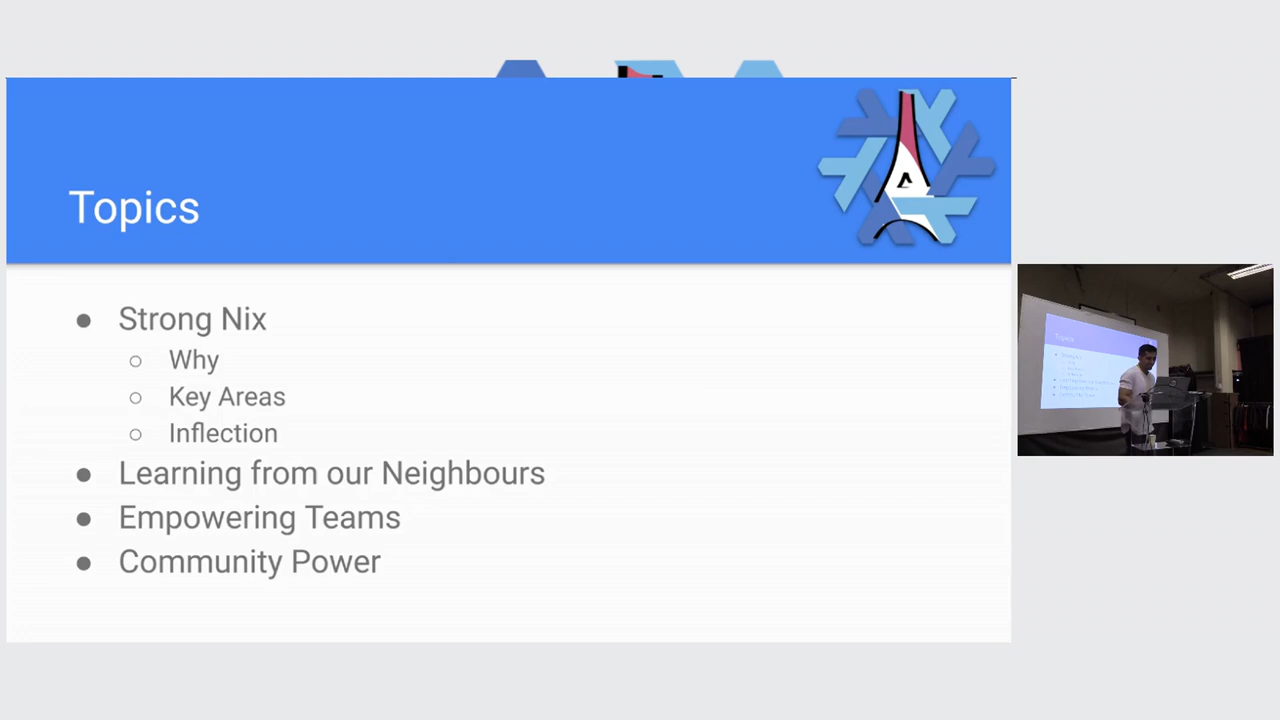 Topics
Strong Nix
Why
Key Areas
Inflection
Learning from our Neighbours
Empowering Teams
Community Power